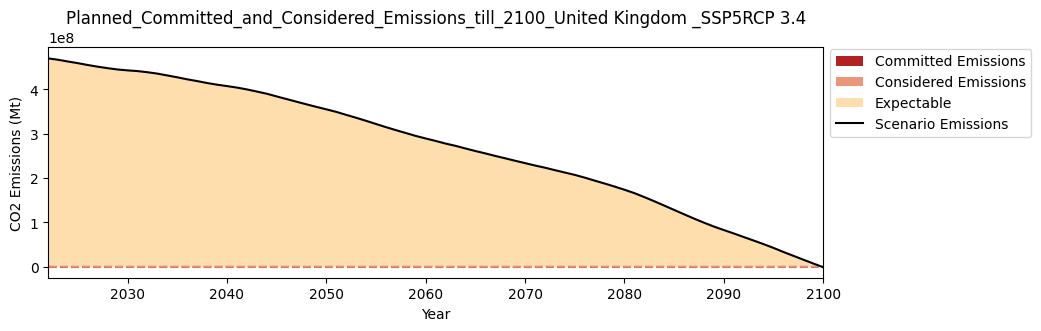 Planned_Committed_and_Considered_Emissions_till_2100_United Kingdom _SSP5RCP 3.4
1e8
4
3
2
1
0
CO2 Emissions (Mt)
2030 2040 2050 2060 2070 2080 2090 2100
Year
Committed Emissions
Considered Emissions
Expectable
Scenario Emissions